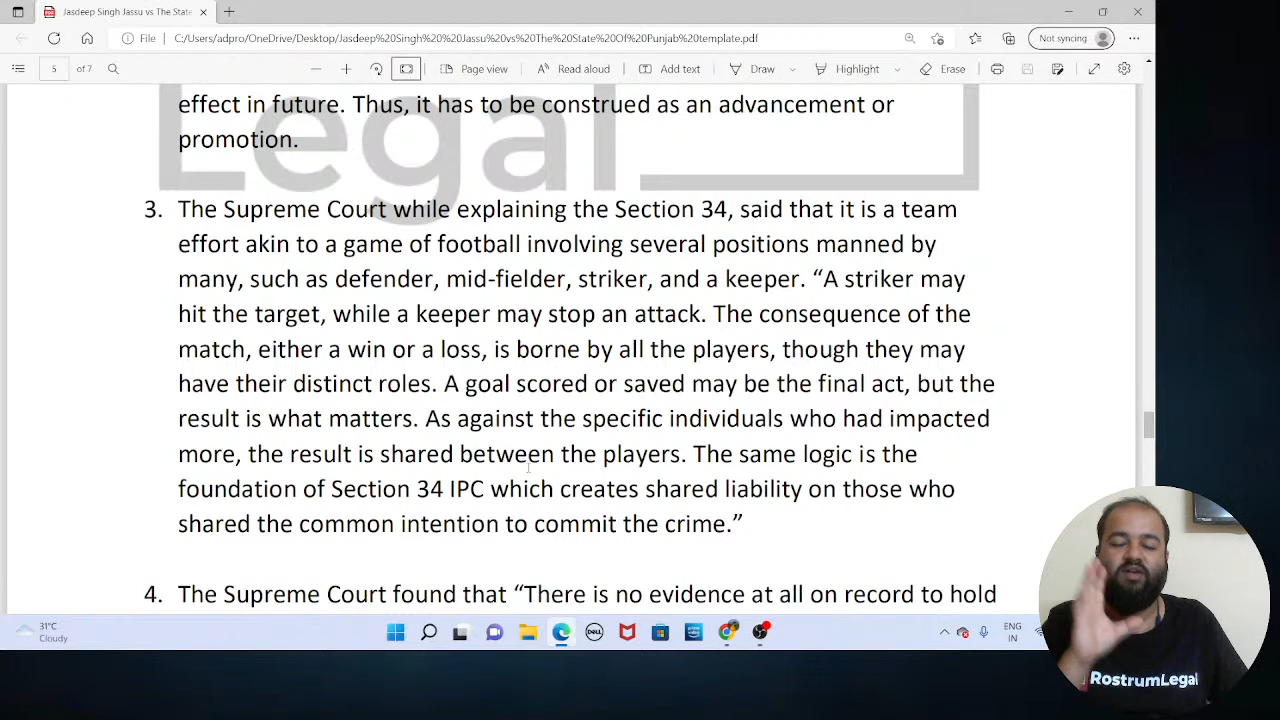 Jasdeep Singh Jassu vs The State
File C:/Users/adpro/OneDrive/Desktop/Jasdeep%20Singh%20%20Jassu%20vs%20The%20State%20Of%20Punjab%20template.pdf
Not syncing
5 of 7
Page view
Read aloud
Add text
Draw
Highlight
Erase
Legal
effect in future. Thus, it has to be construed as an advancement or
promotion.
3. The Supreme Court while explaining the Section 34, said that it is a team
effort akin to a game of football involving several positions manned by
many, such as defender, mid-fielder, striker, and a keeper. “A striker may
hit the target, while a keeper may stop an attack. The consequence of the
match, either a win or a loss, is borne by all the players, though they may
have their distinct roles. A goal scored or saved may be the final act, but the
result is what matters. As against the specific individuals who had impacted
more, the result is shared between the players. The same logic is the
foundation of Section 34 IPC which creates shared liability on those who
shared the common intention to commit the crime.”
4. The Supreme Court found that “There is no evidence at all on record to hold
31°C
Cloudy
DELL
prime video
ENG
IN
RostrumLegal